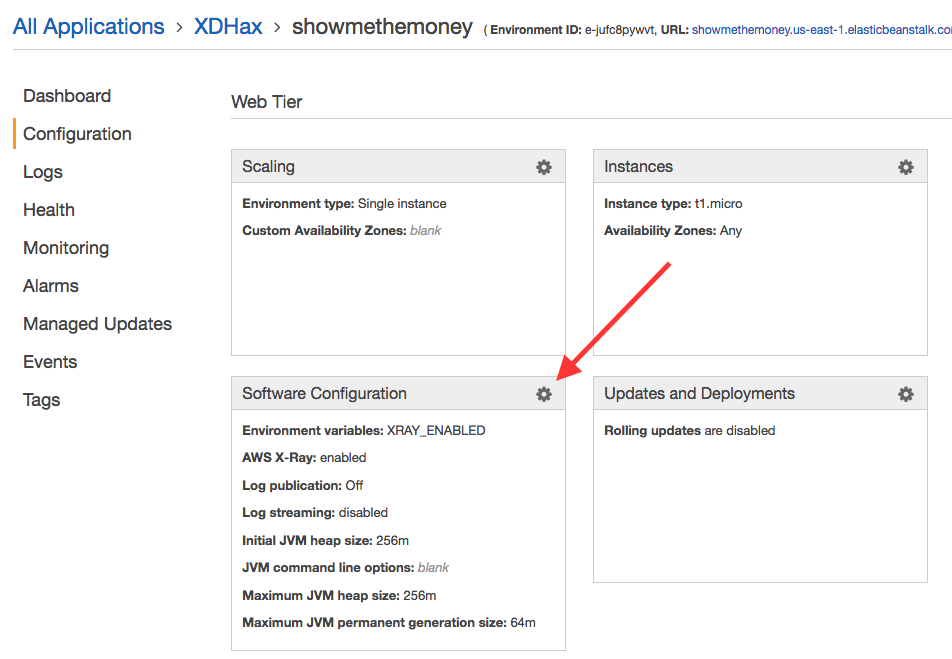 All Applications > XDHax > showmethemoney ( Environment ID: e-jufc8pywvt, URL: showmethemoney.us-east-1.elasticbeanstalk.co
Dashboard
Configuration
Logs
Health
Monitoring
Alarms
Managed Updates
Events
Tags
Web Tier
Scaling
Environment type: Single instance
Custom Availability Zones: blank
Instances
Instance type: t1.micro
Availability Zones: Any
Software Configuration
Environment variables: XRAY_ENABLED
AWS X-Ray: enabled
Log publication: Off
Log streaming: disabled
Initial JVM heap size: 256m
JVM command line options: blank
Maximum JVM heap size: 256m
Maximum JVM permanent generation size: 64m
Updates and Deployments
Rolling updates are disabled